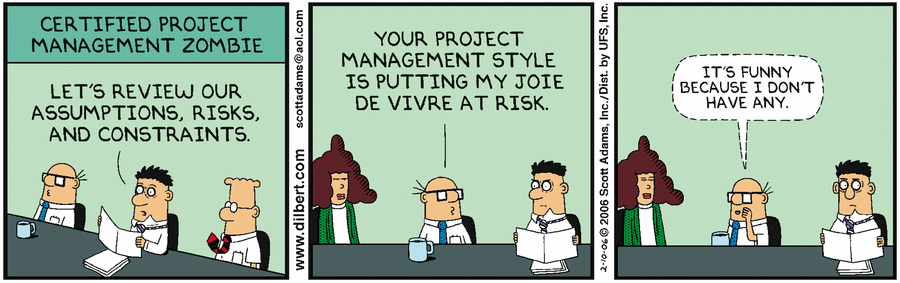 CERTIFIED PROJECT
MANAGEMENT ZOMBIE
LET'S REVIEW OUR
ASSUMPTIONS, RISKS,
AND CONSTRAINTS.
www.dilbert.com
scottadams@aol.com
YOUR PROJECT
MANAGEMENT STYLE
IS PUTTING MY JOIE
DE VIVRE AT RISK.
2-10-06 © 2006 Scott Adams, Inc./Dist. by UFS, Inc.
IT'S FUNNY
BECAUSE I DON'T
HAVE ANY.